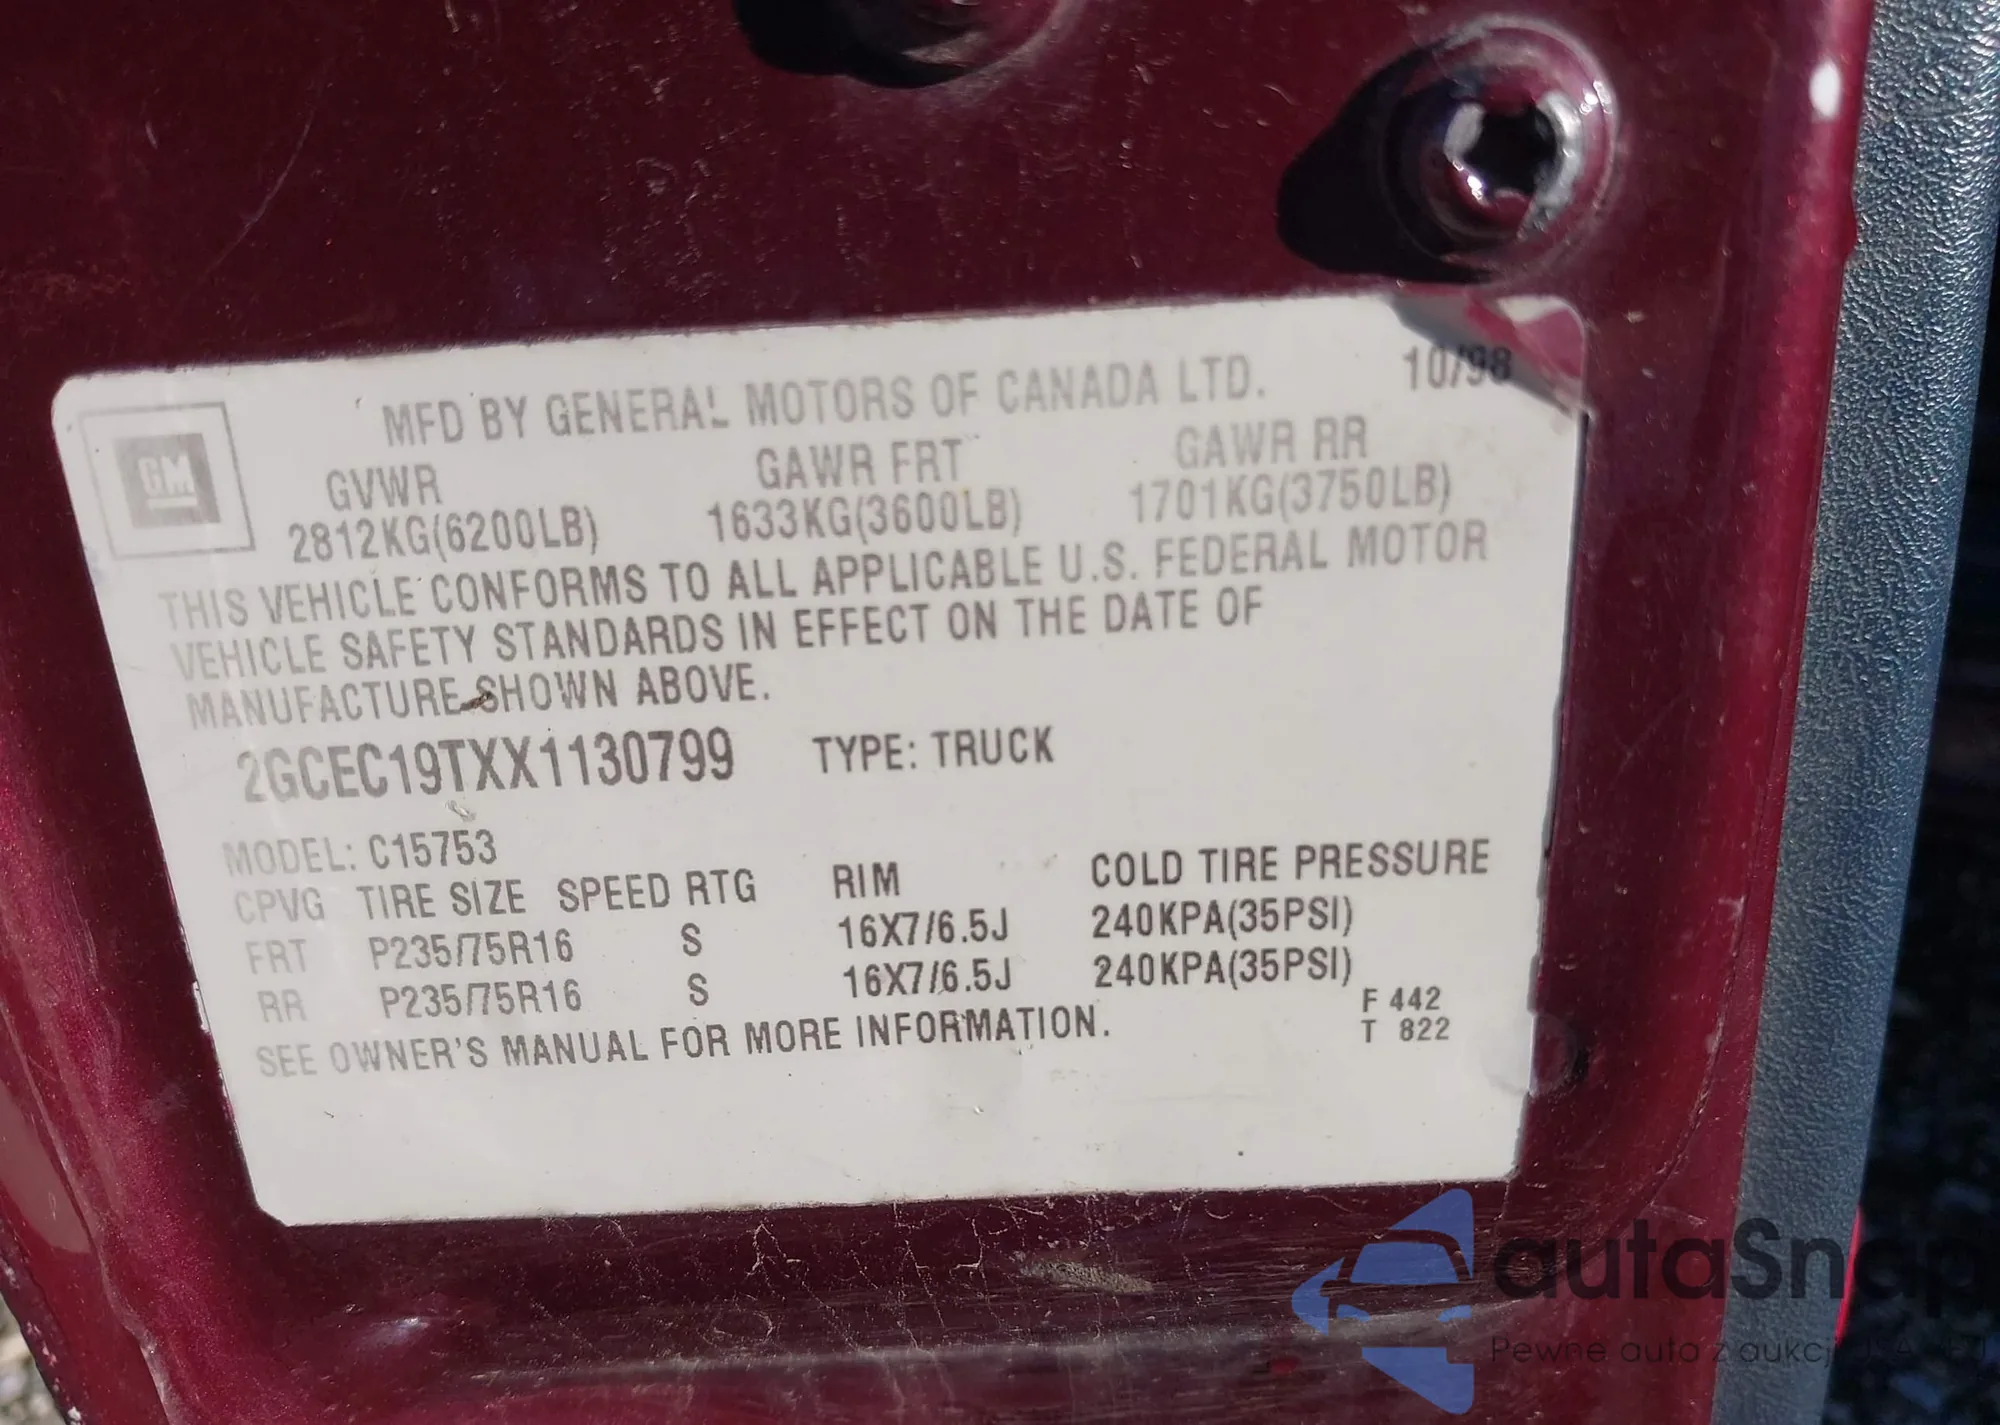 MFD BY GENERAL MOTORS OF CANADA LTD. 10/98
GM
GVWR GAWR FRT GAWR RR
2812KG(6200LB) 1633KG(3600LB) 1701KG(3750LB)
THIS VEHICLE CONFORMS TO ALL APPLICABLE U.S. FEDERAL MOTOR
VEHICLE SAFETY STANDARDS IN EFFECT ON THE DATE OF
MANUFACTURE SHOWN ABOVE.
2GCEC19TXX1130799 TYPE: TRUCK
MODEL: C15753
CPVG TIRE SIZE SPEED RTG RIM COLD TIRE PRESSURE
FRT P235/75R16 S 16X7/6.5J 240KPA(35PSI)
RR P235/75R16 S 16X7/6.5J 240KPA(35PSI)
SEE OWNER'S MANUAL FOR MORE INFORMATION.
F 442
T 822
autaSnap
Pewne auta z aukcji USA